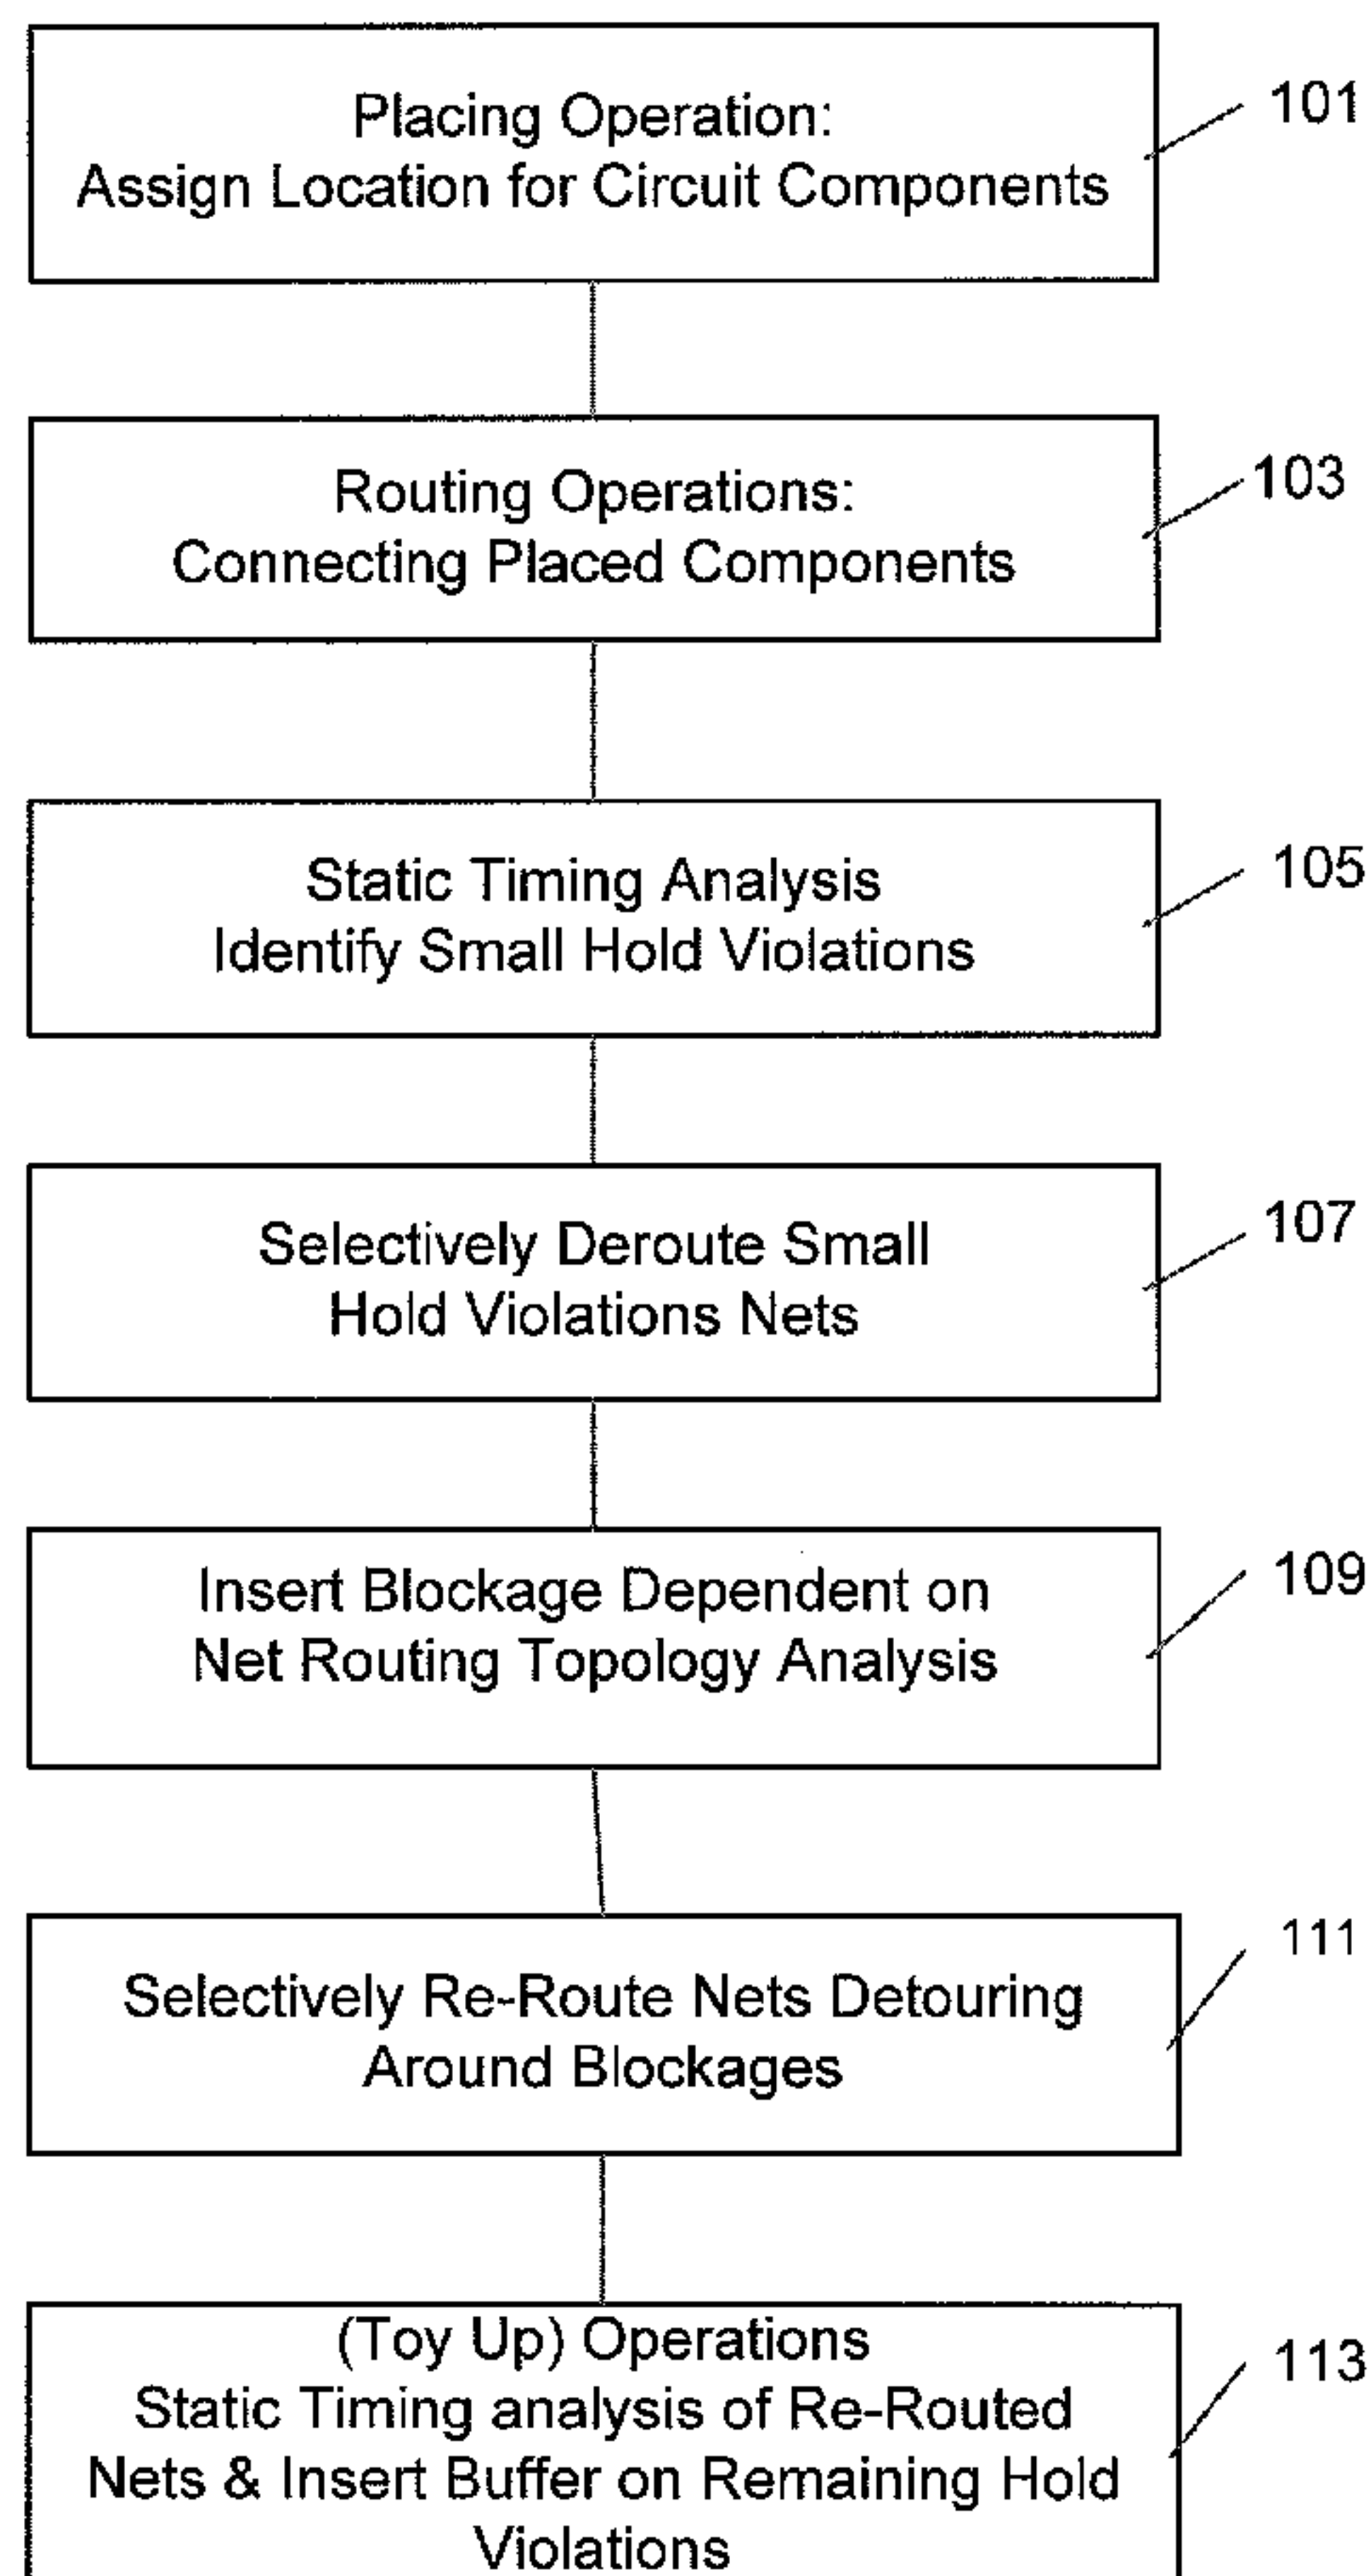 Placing Operation:
Assign Location for Circuit Components
101
Routing Operations:
Connecting Placed Components
103
Static Timing Analysis
Identify Small Hold Violations
105
Selectively Deroute Small
Hold Violations Nets
107
Insert Blockage Dependent on
Net Routing Topology Analysis
109
Selectively Re-Route Nets Detouring
Around Blockages
111
(Toy Up) Operations
Static Timing analysis of Re-Routed
Nets & Insert Buffer on Remaining Hold
Violations
113